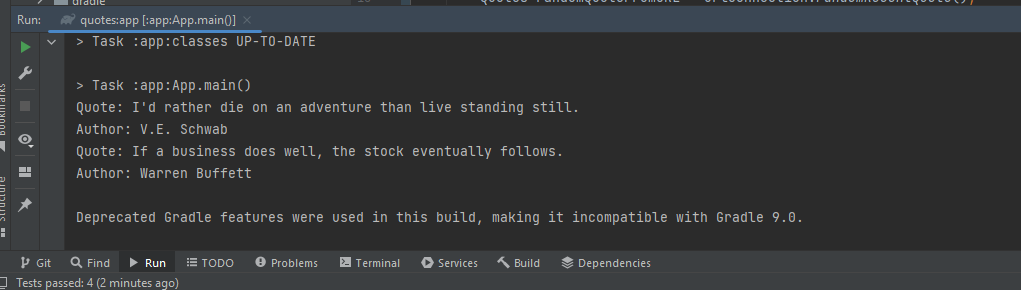 gradle
Run: quotes:app [:app:App.main()] ×
> Task :app:classes UP-TO-DATE
> Task :app:App.main()
Quote: I'd rather die on an adventure than live standing still.
Author: V.E. Schwab
Quote: If a business does well, the stock eventually follows.
Author: Warren Buffett
Deprecated Gradle features were used in this build, making it incompatible with Gradle 9.0.
Bookmarks
Structure
Git Find Run TODO Problems Terminal Services Build Dependencies
Tests passed: 4 (2 minutes ago)